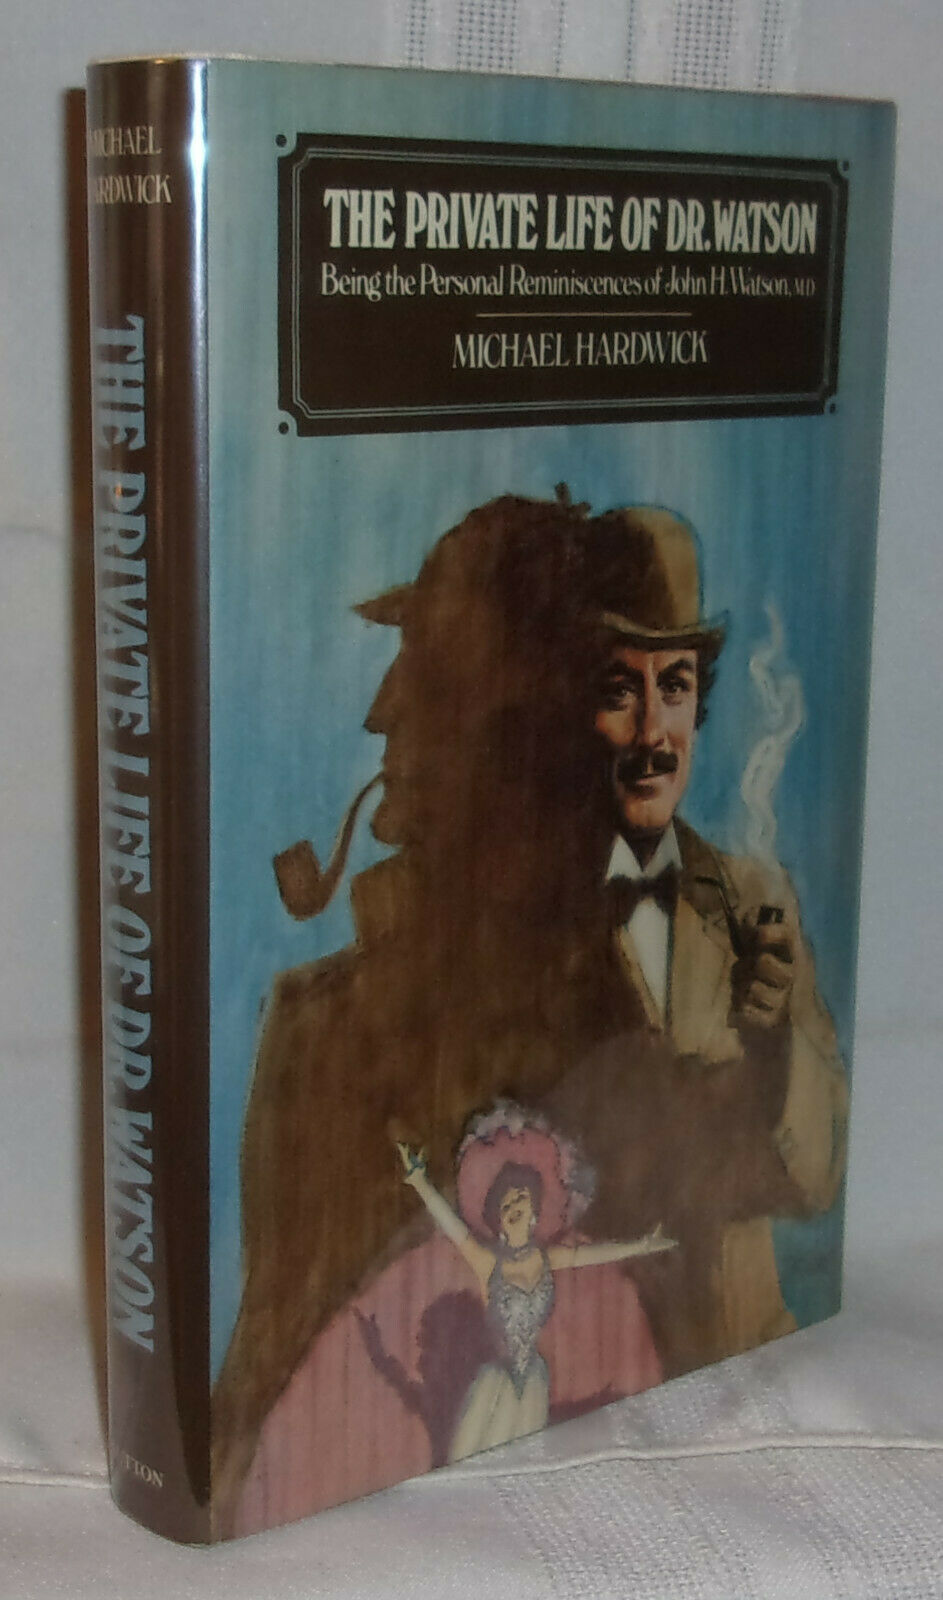 THE PRIVATE LIFE OF DR. WATSON
Being the Personal Reminiscences of John H. Watson, M.D
MICHAEL HARDWICK
MICHAEL
HARDWICK
THE PRIVATE LIFE OF DR. WATSON